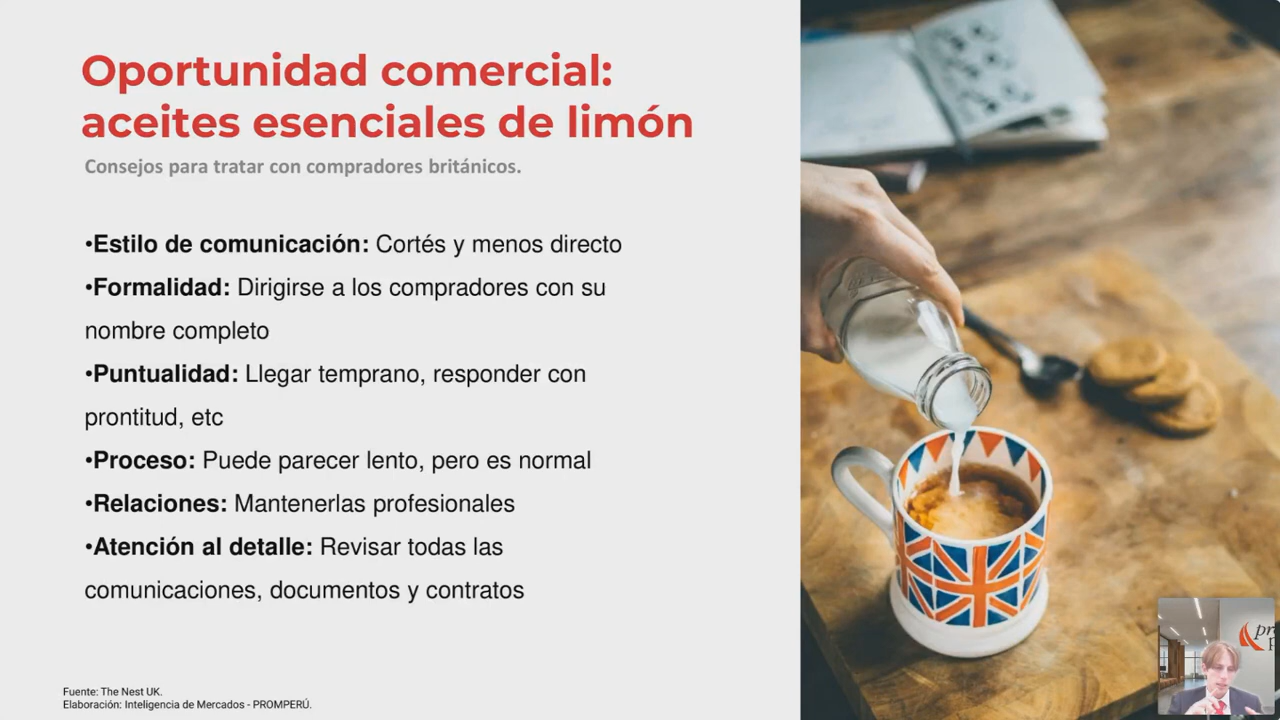 Oportunidad comercial:
aceites esenciales de limón
Consejos para tratar con compradores británicos.
•Estilo de comunicación: Cortés y menos directo
•Formalidad: Dirigirse a los compradores con su
nombre completo
•Puntualidad: Llegar temprano, responder con
prontitud, etc
•Proceso: Puede parecer lento, pero es normal
•Relaciones: Mantenerlas profesionales
•Atención al detalle: Revisar todas las
comunicaciones, documentos y contratos
Fuente: The Nest UK.
Elaboración: Inteligencia de Mercados - PROMPERÚ.